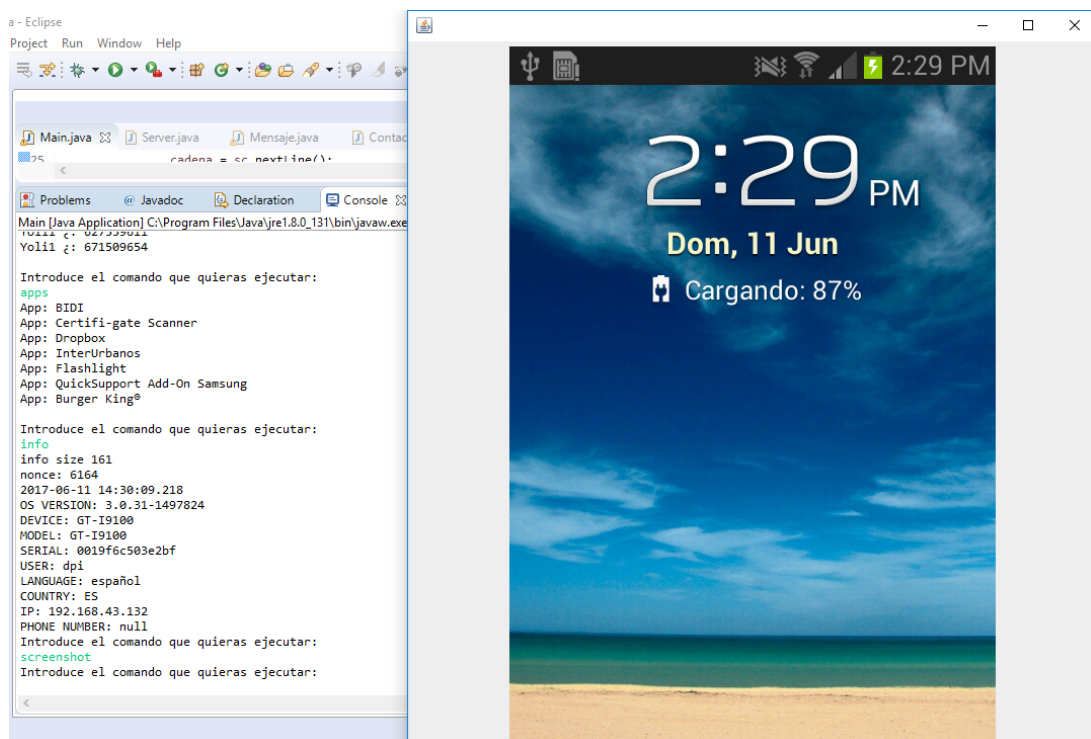 a - Eclipse
Project Run Window Help
Main.java Server.java Mensaje.java Contac
25 cadena = sc.nextLine();
Problems Javadoc Declaration Console
Main [Java Application] C:\Program Files\Java\jre1.8.0_131\bin\javaw.exe
Yoli1 ¿: 627539611
Yoli1 ¿: 671509654
Introduce el comando que quieras ejecutar:
apps
App: BIDI
App: Certifi-gate Scanner
App: Dropbox
App: InterUrbanos
App: Flashlight
App: QuickSupport Add-On Samsung
App: Burger King®
Introduce el comando que quieras ejecutar:
info
info size 161
nonce: 6164
2017-06-11 14:30:09.218
OS VERSION: 3.0.31-1497824
DEVICE: GT-I9100
MODEL: GT-I9100
SERIAL: 0019f6c503e2bf
USER: dpi
LANGUAGE: español
COUNTRY: ES
IP: 192.168.43.132
PHONE NUMBER: null
Introduce el comando que quieras ejecutar:
screenshot
Introduce el comando que quieras ejecutar:
2:29 PM
2:29 PM
Dom, 11 Jun
Cargando: 87%